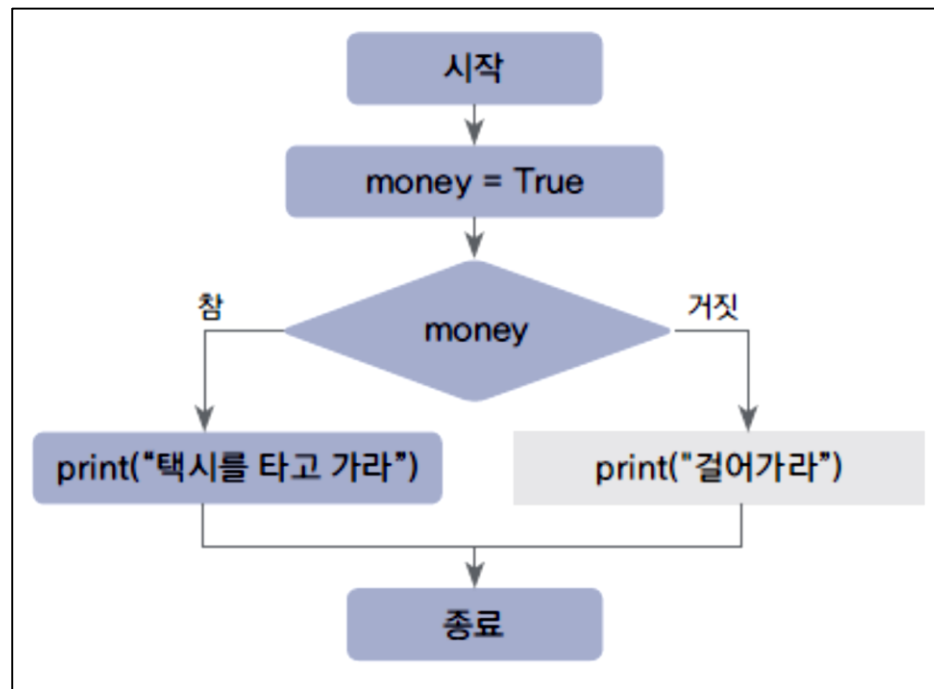 시작
money = True
money
참
거짓
print(“택시를 타고 가라”)
print("걸어가라”)
종료